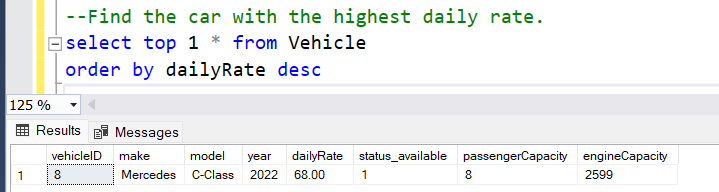 --Find the car with the highest daily rate.
select top 1 * from Vehicle
order by dailyRate desc
125 %
Results Messages
vehicleID make model year dailyRate status_available passengerCapacity engineCapacity
1 8 Mercedes C-Class 2022 68.00 1 8 2599